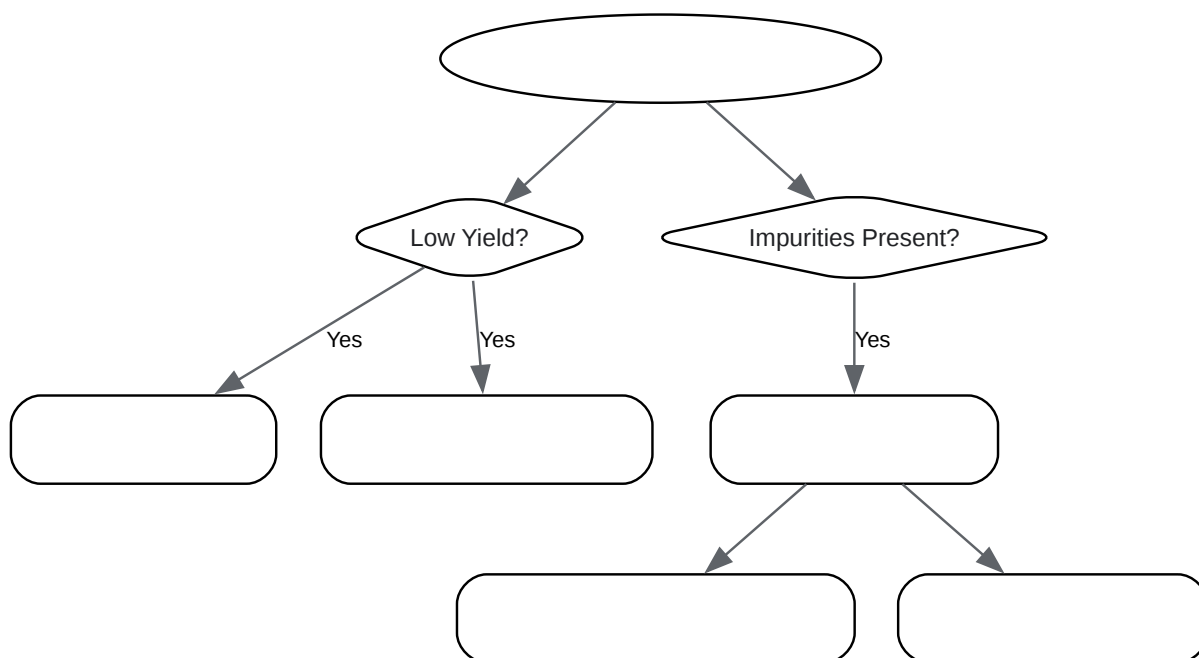 Low Yield?
Impurities Present?
Yes
Yes
Yes